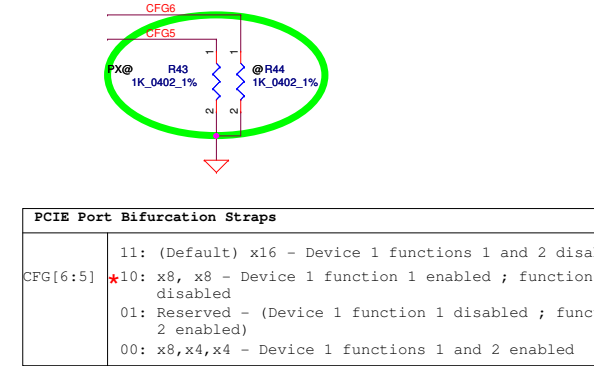 CFG6
CFG5
PX@ R43 @R44
1K_0402_1% 1K_0402_1%
1 1
2 2
PCIE Port Bifurcation Straps
11: (Default) x16 - Device 1 functions 1 and 2 disa
CFG[6:5] *10: x8, x8 - Device 1 function 1 enabled ; function
disabled
01: Reserved - (Device 1 function 1 disabled ; func
2 enabled)
00: x8,x4,x4 - Device 1 functions 1 and 2 enabled